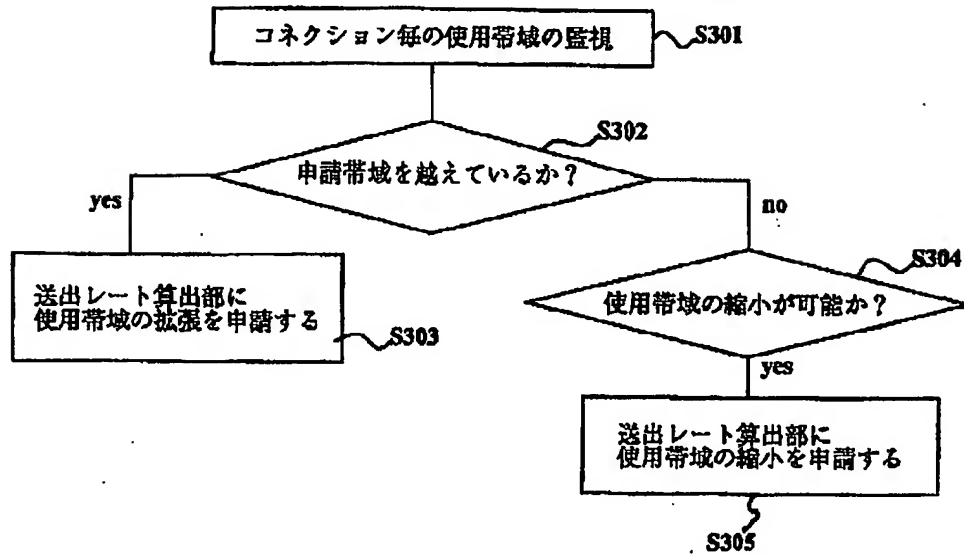 コネクション毎の使用帯域の監視
S301
S302
申請帯域を越えているか？
yes
no
S304
送出レート算出部に
使用帯域の拡張を申請する
S303
使用帯域の縮小が可能か？
yes
送出レート算出部に
使用帯域の縮小を申請する
S305